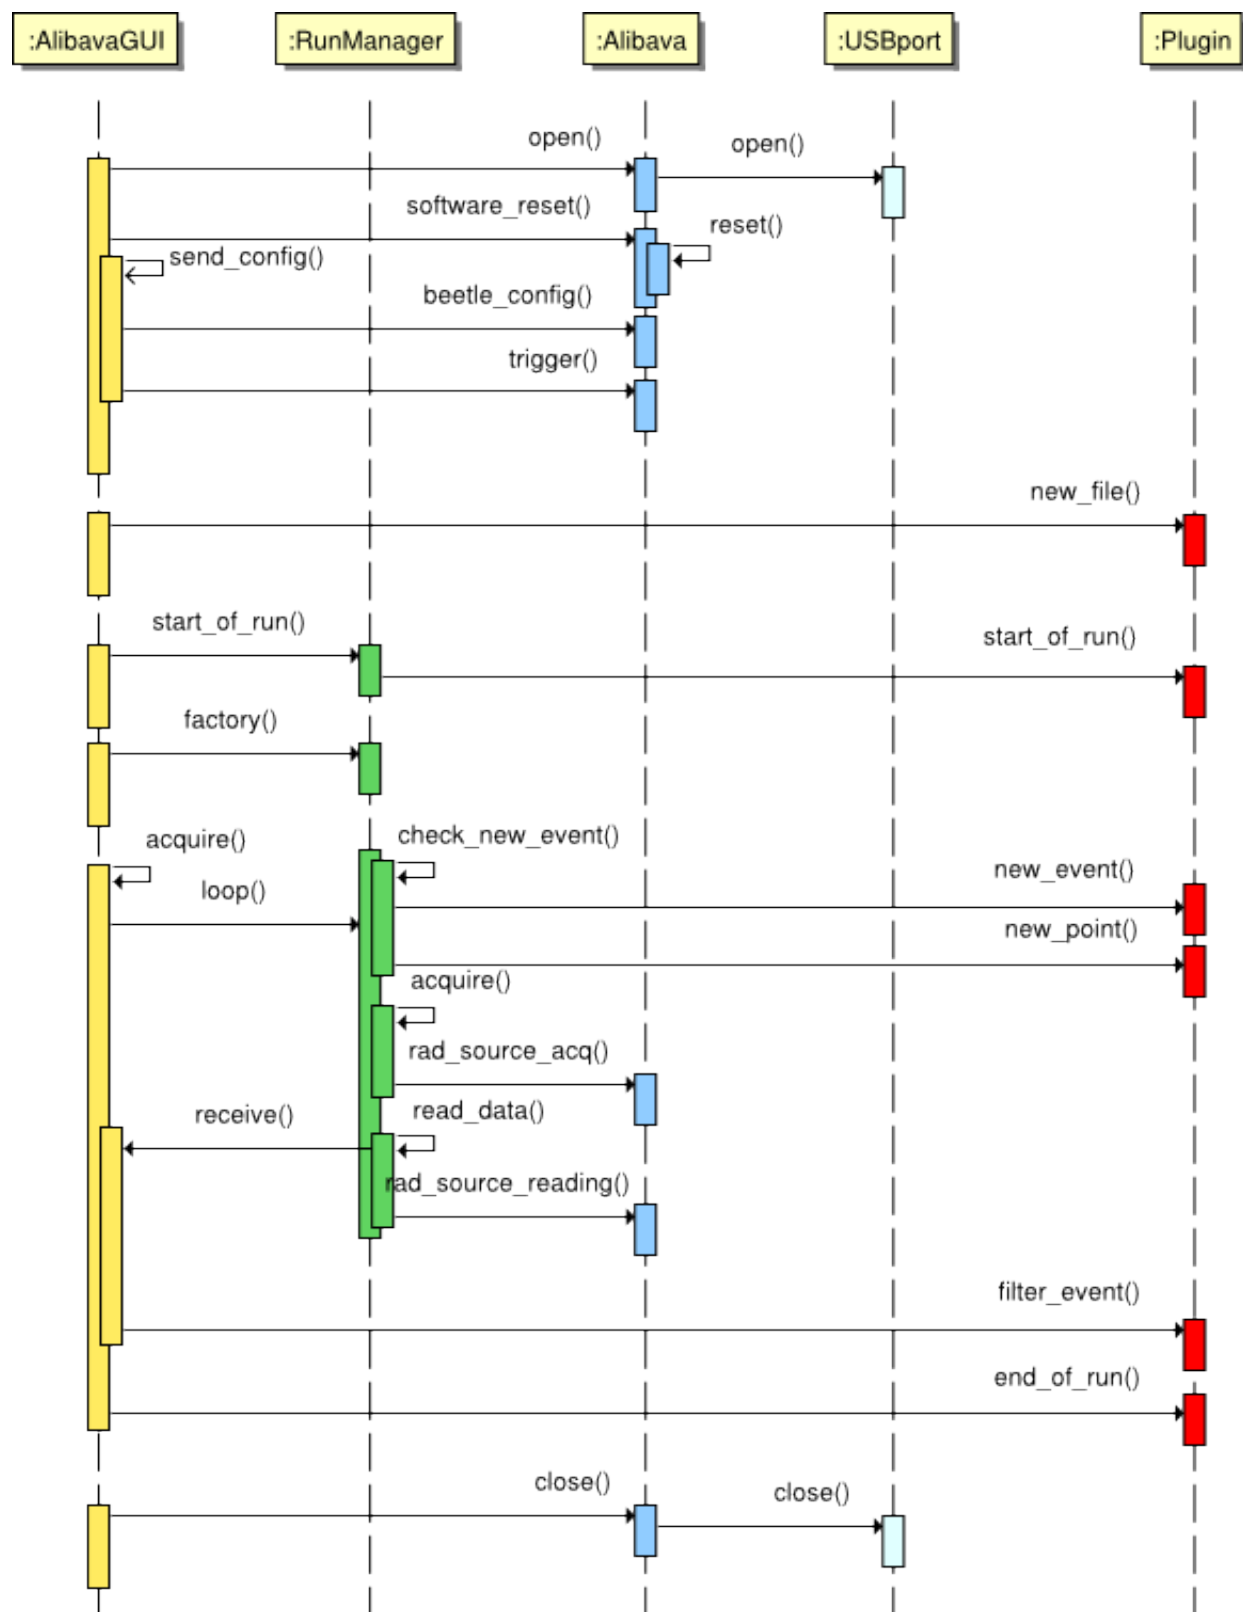 :AlibavaGUI
:RunManager
:Alibava
:USBport
:Plugin
open()
open()
software_reset()
reset()
send_config()
beetle_config()
trigger()
new_file()
start_of_run()
start_of_run()
factory()
check_new_event()
acquire()
new_event()
loop()
new_point()
acquire()
rad_source_acq()
read_data()
receive()
rad_source_reading()
filter_event()
end_of_run()
close()
close()